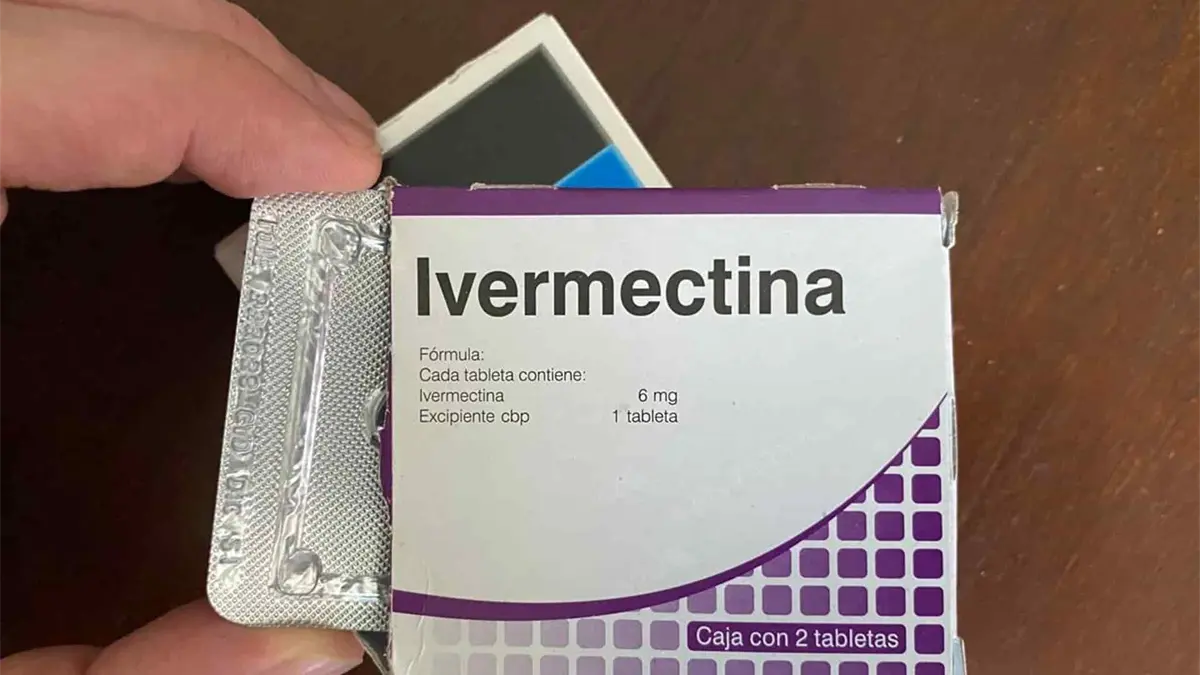 Ivermectina
Fórmula:
Cada tableta contiene:
Ivermectina 6 mg
Excipiente cbp 1 tableta
Caja con 2 tabletas